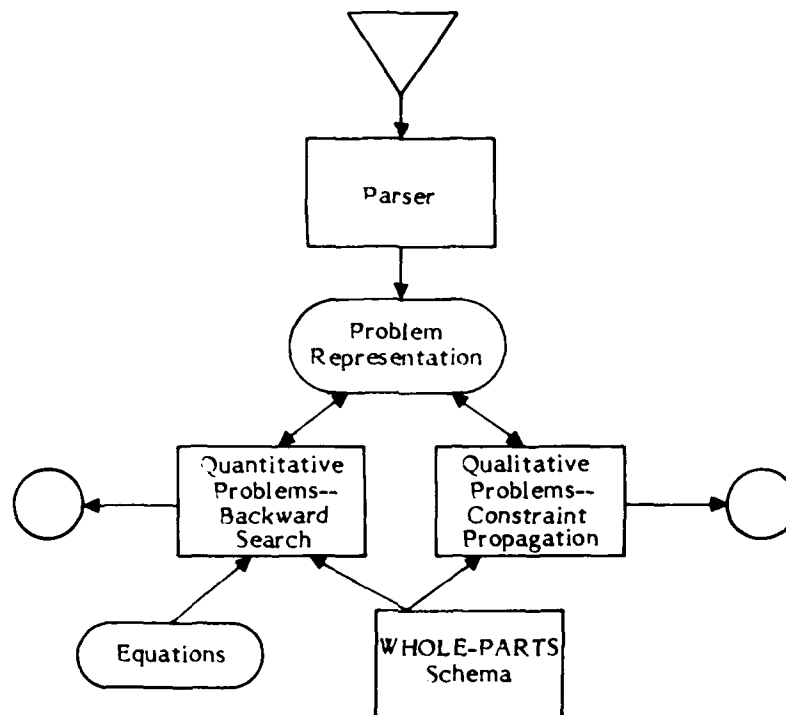 Parser
Problem
Representation
Quantitative
Problems--
Backward
Search
Qualitative
Problems--
Constraint
Propagation
Equations
WHOLE-PARTS
Schema